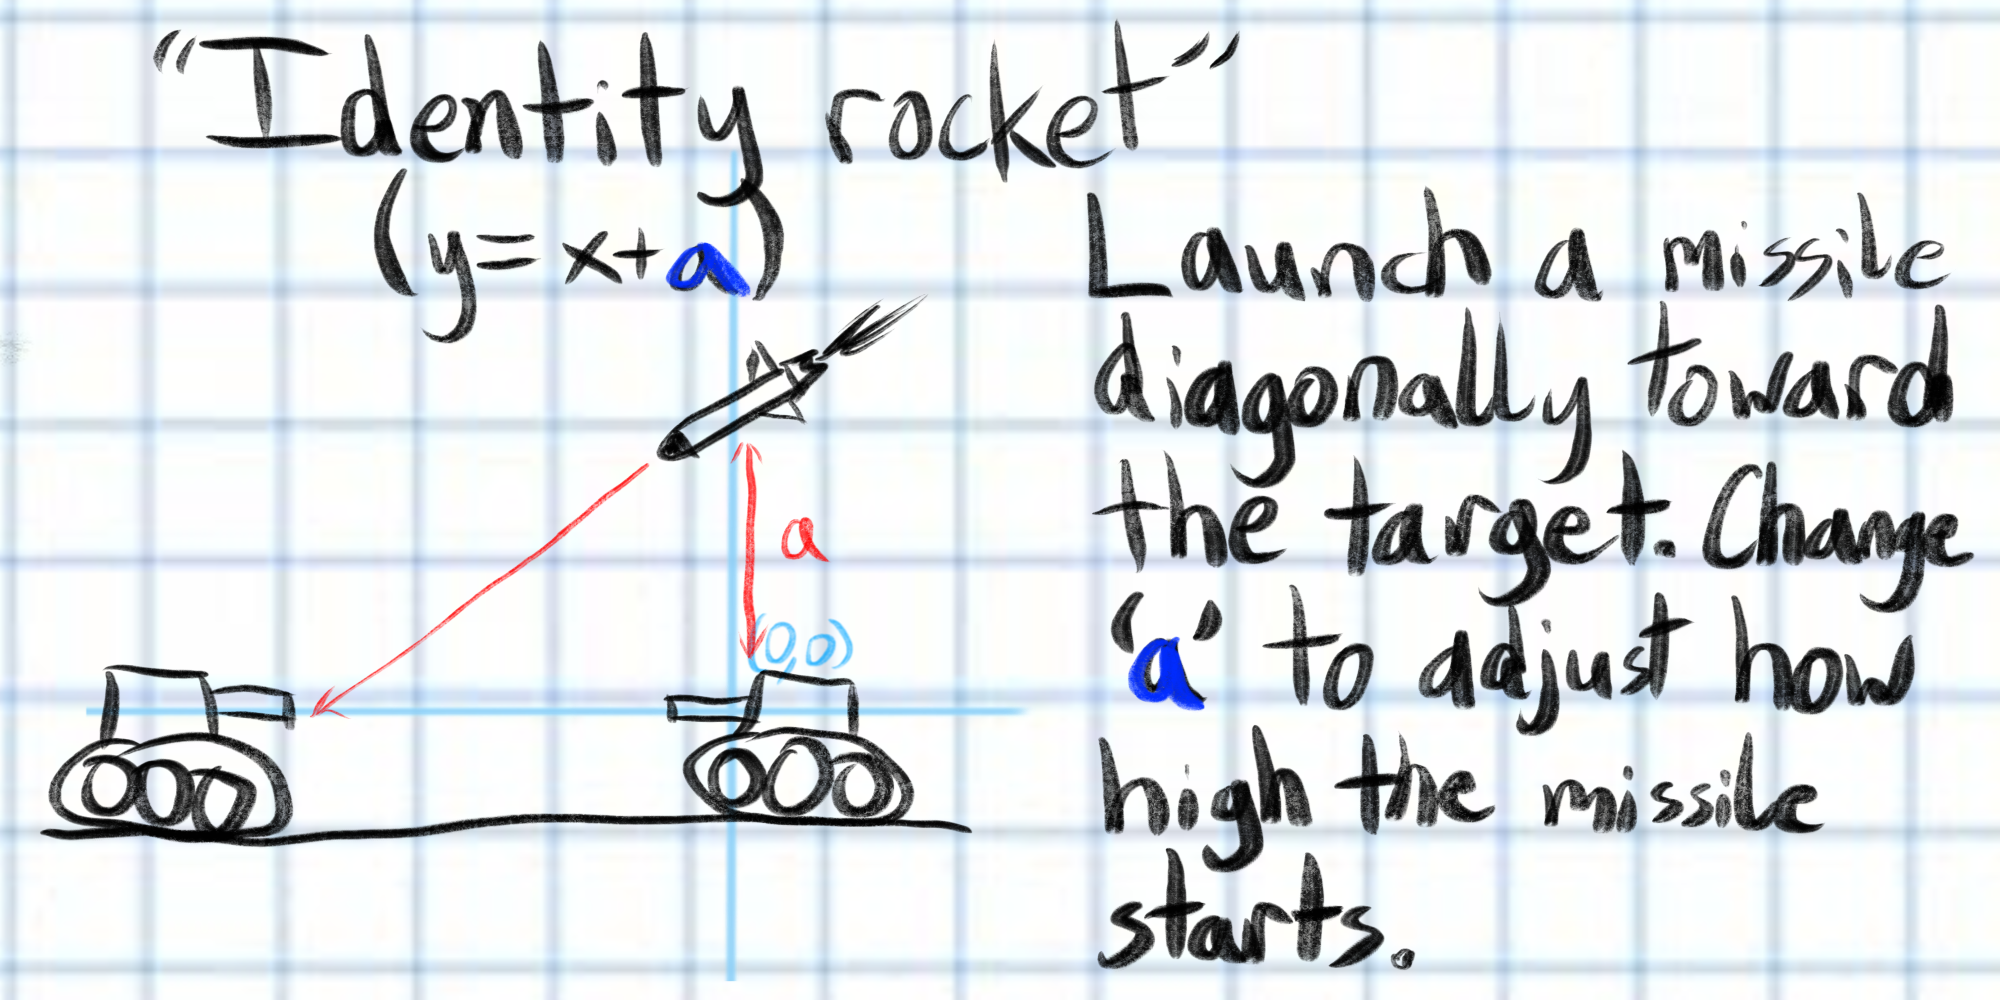 "Identity rocket"
(y=x+a)
Launch a missile
diagonally toward
the target. Change
'a' to adjust how
high the missile
starts.
a
(0,0)